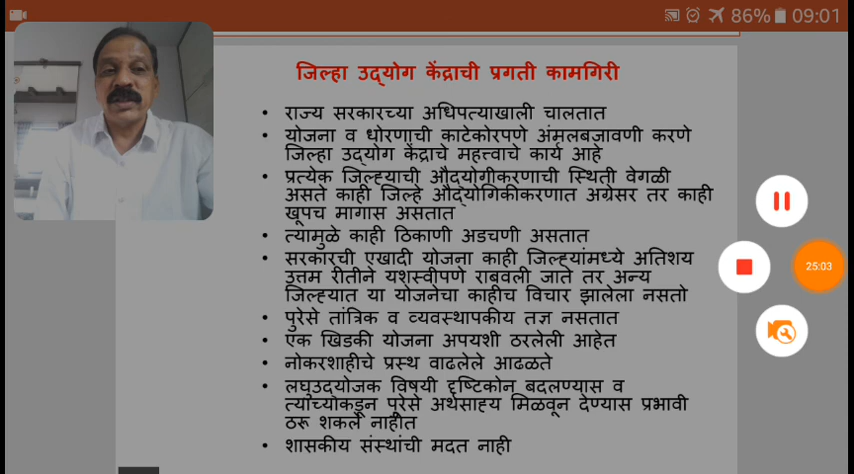 86% 09:01
जिल्हा उद्योग केंद्राची प्रगती कामगिरी
• राज्य सरकारच्या अधिपत्याखाली चालतात
• योजना व धोरणाची काटेकोरपणे अंमलबजावणी करणे
जिल्हा उद्योग केंद्राचे महत्त्वाचे कार्य आहे
• प्रत्येक जिल्ह्याची औद्योगीकरणाची स्थिती वेगळी
असते काही जिल्हे औद्योगिकीकरणात अग्रेसर तर काही
खूपच मागास असतात
• त्यामुळे काही ठिकाणी अडचणी असतात
• सरकारची एखादी योजना काही जिल्ह्यांमध्ये अतिशय
उत्तम रीतीने यशस्वीपणे राबवली जाते तर अन्य
जिल्ह्यात या योजनेचा काहीच विचार झालेला नसतो
• पुरेसे तांत्रिक व व्यवस्थापकीय तज्ञ नसतात
• एक खिडकी योजना अपयशी ठरलेली आहेत
• नोकरशाहीचे प्रस्थ वाढलेले आढळते
• लघुउद्योजक विषयी दृष्टिकोन बदलण्यास व
त्यांच्याकडून पुरेसे अर्थसाह्य मिळवून देण्यास प्रभावी
ठरू शकले नाहीत
• शासकीय संस्थांची मदत नाही
25:03